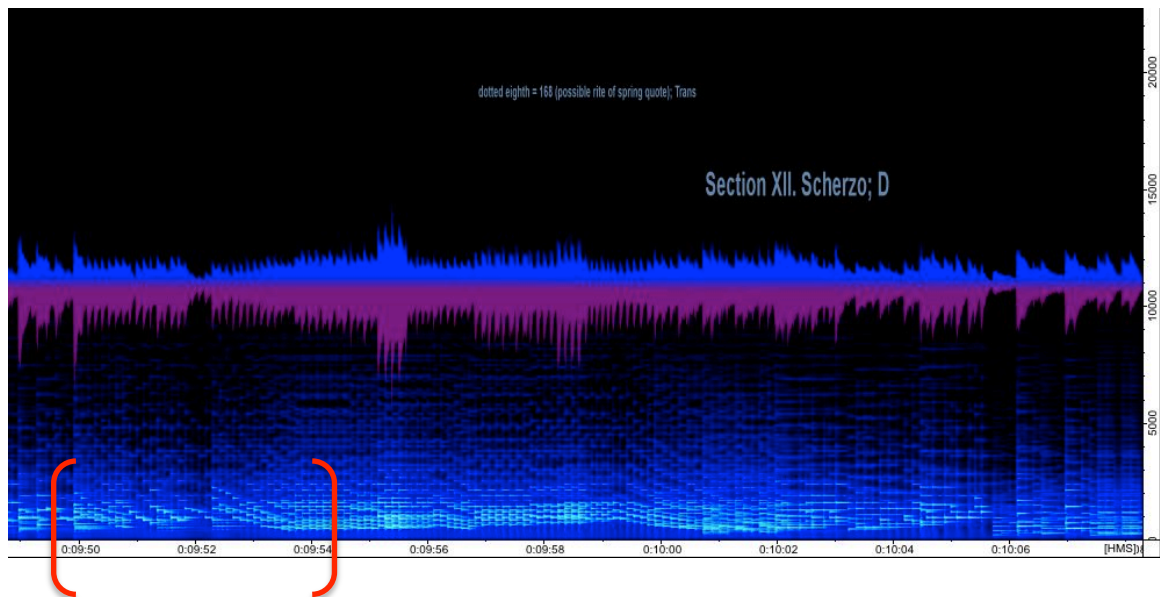 dotted eighth = 168 (possible rite of spring quote); Trans
Section XII. Scherzo; D
20000
15000
10000
5000
0
0:09:50 0:09:52 0:09:54 0:09:56 0:09:58 0:10:00 0:10:02 0:10:04 0:10:06 [HMS]